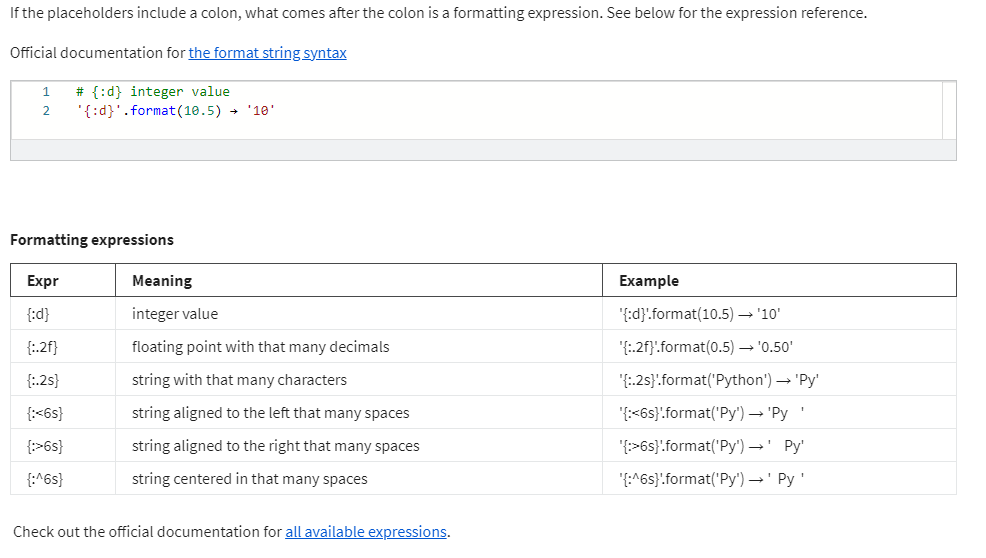 If the placeholders include a colon, what comes after the colon is a formatting expression. See below for the expression reference.
Official documentation for the format string syntax
1 # {:d} integer value
2 '{:d}'.format(10.5) → '10'
Formatting expressions
Expr Meaning Example
{:d} integer value '{:d}'.format(10.5) → '10'
{:.2f} floating point with that many decimals '{:.2f}'.format(0.5) → '0.50'
{:.2s} string with that many characters '{:.2s}'.format('Python') → 'Py'
{:<6s} string aligned to the left that many spaces '{:<6s}'.format('Py') → 'Py   '
{:>6s} string aligned to the right that many spaces '{:>6s}'.format('Py') → '   Py'
{:^6s} string centered in that many spaces '{:^6s}'.format('Py') → ' Py '
Check out the official documentation for all available expressions.